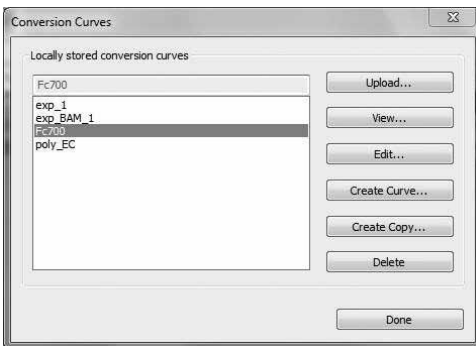 Conversion Curves
Locally stored conversion curves
Fc700
exp_1
exp_BAM_1
Fc700
poly_EC
Upload...
View...
Edit...
Create Curve...
Create Copy...
Delete
Done